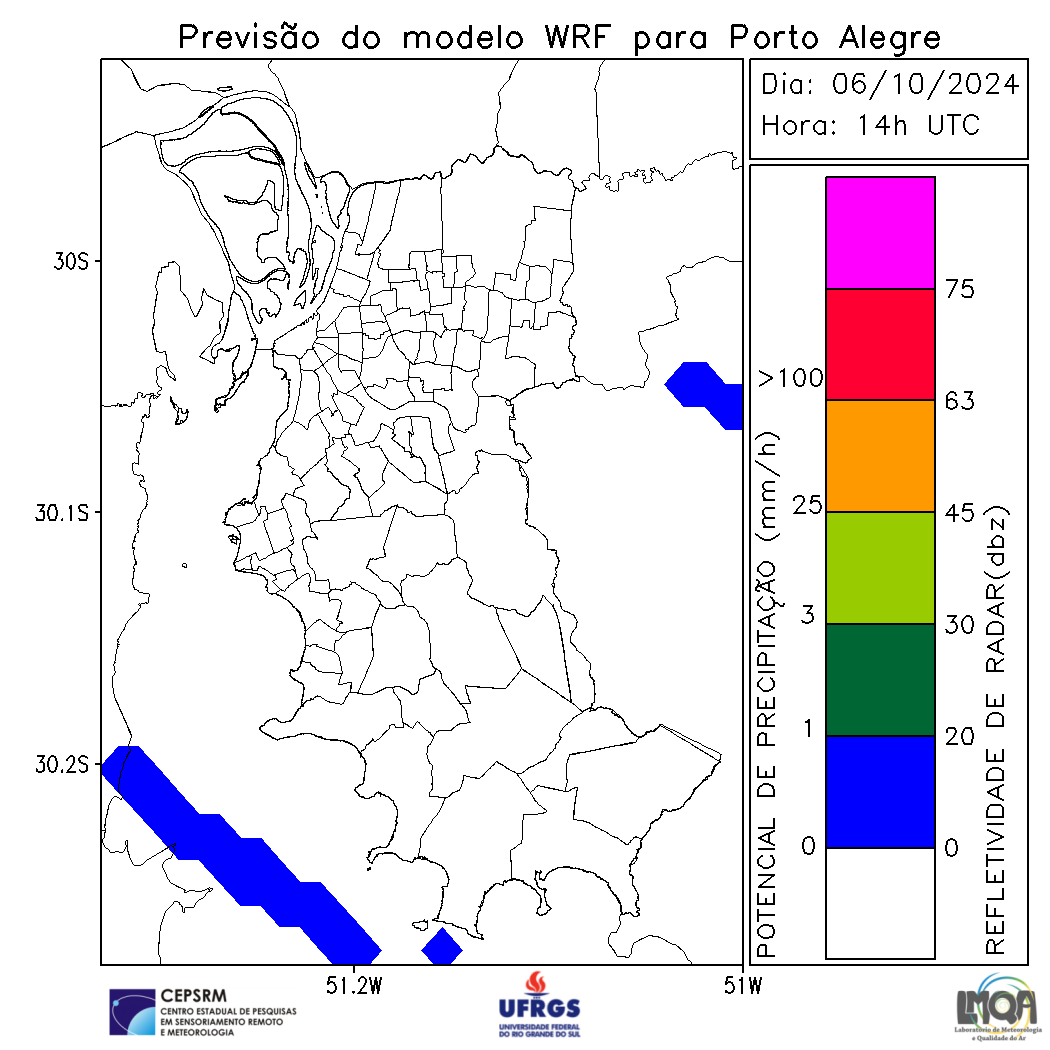 Previsão do modelo WRF para Porto Alegre
Dia: 06/10/2024
Hora: 14h UTC
30S
30.1S
30.2S
51.2W
51W
POTENCIAL DE PRECIPITAÇÃO (mm/h)
>100
25
3
1
0
75
63
45
30
20
0
REFLETIVIDADE DE RADAR(dbz)
CEPSRM
CENTRO ESTADUAL DE PESQUISAS
EM SENSORIAMENTO REMOTO
E METEOROLOGIA
UFRGS
UNIVERSIDADE FEDERAL
DO RIO GRANDE DO SUL
LMQA
Laboratório de Meteorologia
e Qualidade do Ar